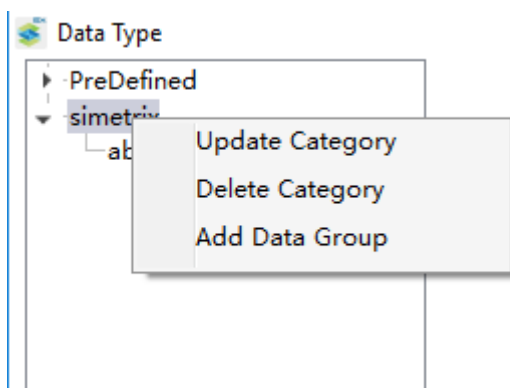 Data Type
PreDefined
simetrix
Update Category
Delete Category
Add Data Group